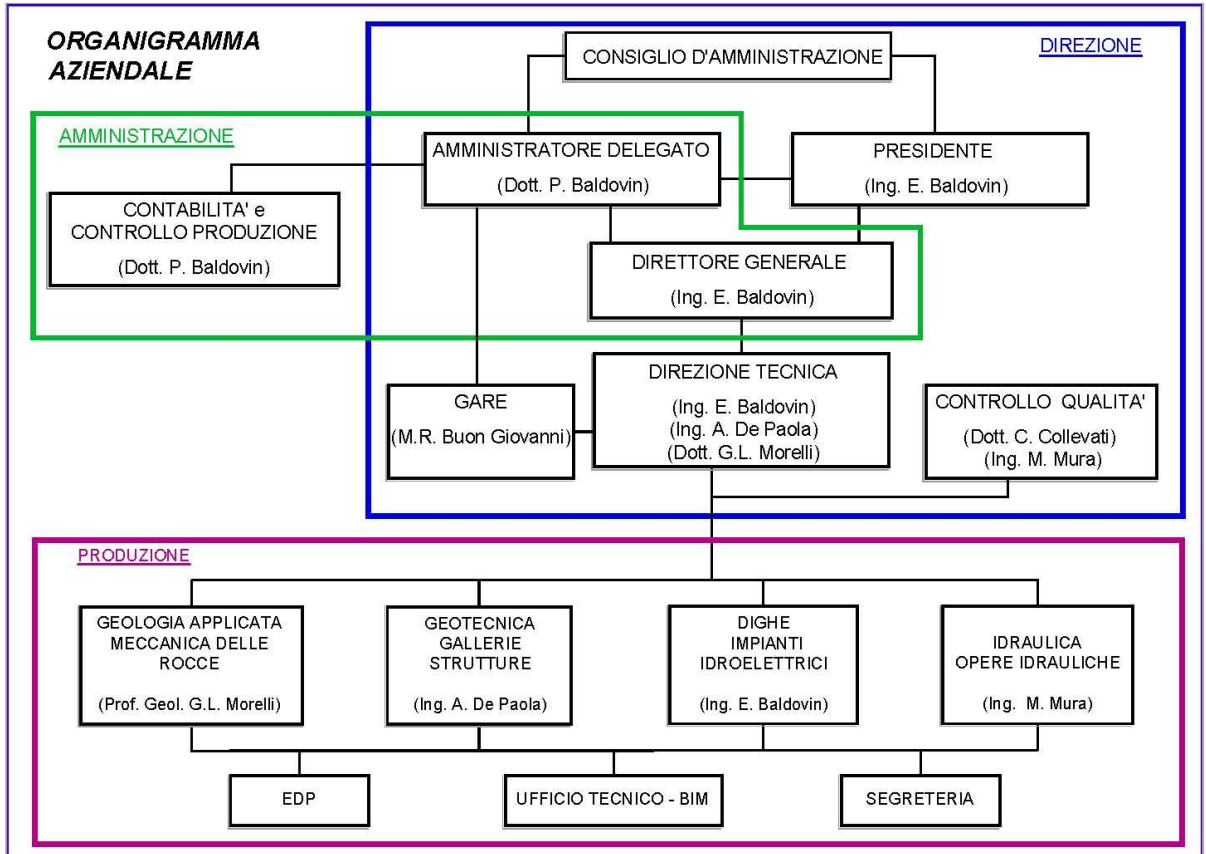 ORGANIGRAMMA
AZIENDALE
DIREZIONE
CONSIGLIO D'AMMINISTRAZIONE
AMMINISTRAZIONE
AMMINISTRATORE DELEGATO
(Dott. P. Baldovin)
PRESIDENTE
(Ing. E. Baldovin)
CONTABILITA' e
CONTROLLO PRODUZIONE
(Dott. P. Baldovin)
DIRETTORE GENERALE
(Ing. E. Baldovin)
DIREZIONE TECNICA
(Ing. E. Baldovin)
(Ing. A. De Paola)
(Dott. G.L. Morelli)
GARE
(M.R. Buon Giovanni)
CONTROLLO QUALITA'
(Dott. C. Collevati)
(Ing. M. Mura)
PRODUZIONE
GEOLOGIA APPLICATA
MECCANICA DELLE
ROCCE
(Prof. Geol. G.L. Morelli)
GEOTECNICA
GALLERIE
STRUTTURE
(Ing. A. De Paola)
DIGHE
IMPIANTI
IDROELETTRICI
(Ing. E. Baldovin)
IDRAULICA
OPERE IDRAULICHE
(Ing. M. Mura)
EDP
UFFICIO TECNICO - BIM
SEGRETERIA